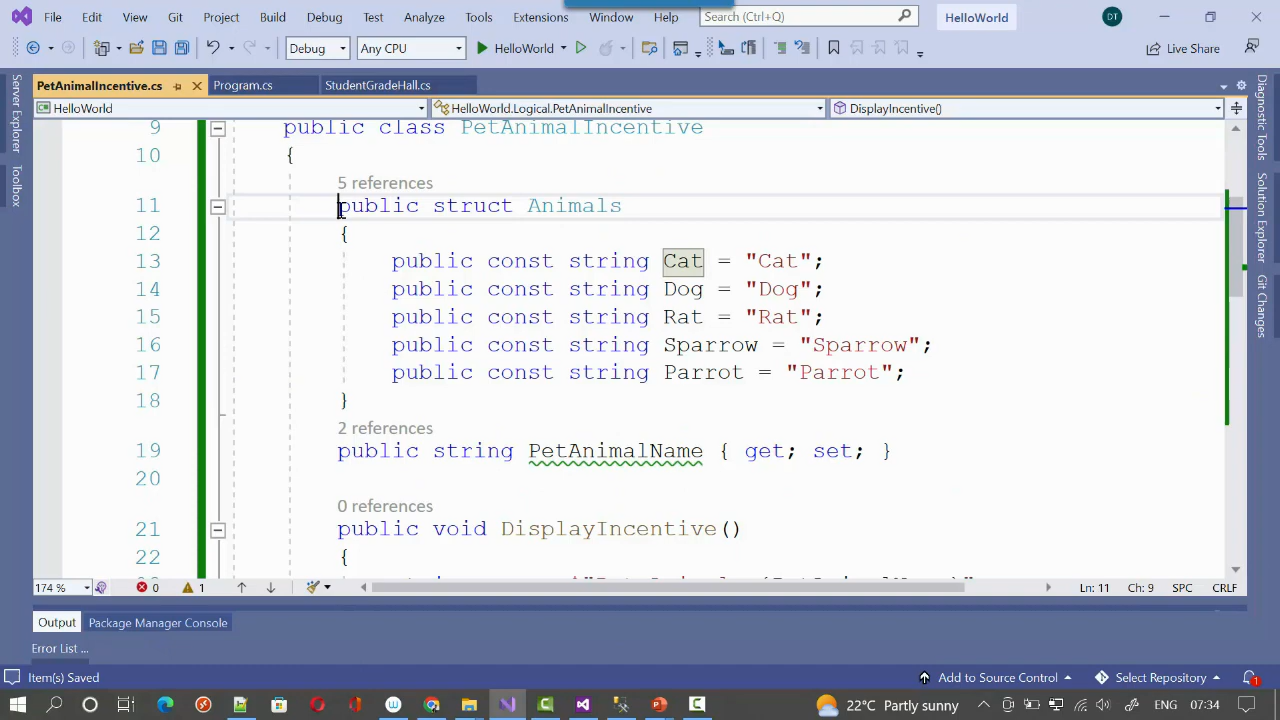 File Edit View Git Project Build Debug Test Analyze Tools Extensions Window Help Search (Ctrl+Q) HelloWorld DT
Debug Any CPU HelloWorld Live Share
PetAnimalIncentive.cs Program.cs StudentGradeHall.cs
HelloWorld HelloWorld.Logical.PetAnimalIncentive DisplayIncentive()
Server Explorer
Toolbox
9 public class PetAnimalIncentive
10 {
5 references
11 public struct Animals
12 {
13 public const string Cat = "Cat";
14 public const string Dog = "Dog";
15 public const string Rat = "Rat";
16 public const string Sparrow = "Sparrow";
17 public const string Parrot = "Parrot";
18 }
2 references
19 public string PetAnimalName { get; set; }
20
0 references
21 public void DisplayIncentive()
22 {
Diagnostic Tools
Solution Explorer
Git Changes
174 % 0 1 Ln: 11 Ch: 9 SPC CRLF
Output Package Manager Console
Error List ...
Item(s) Saved Add to Source Control Select Repository 1
22°C Partly sunny ENG 07:34